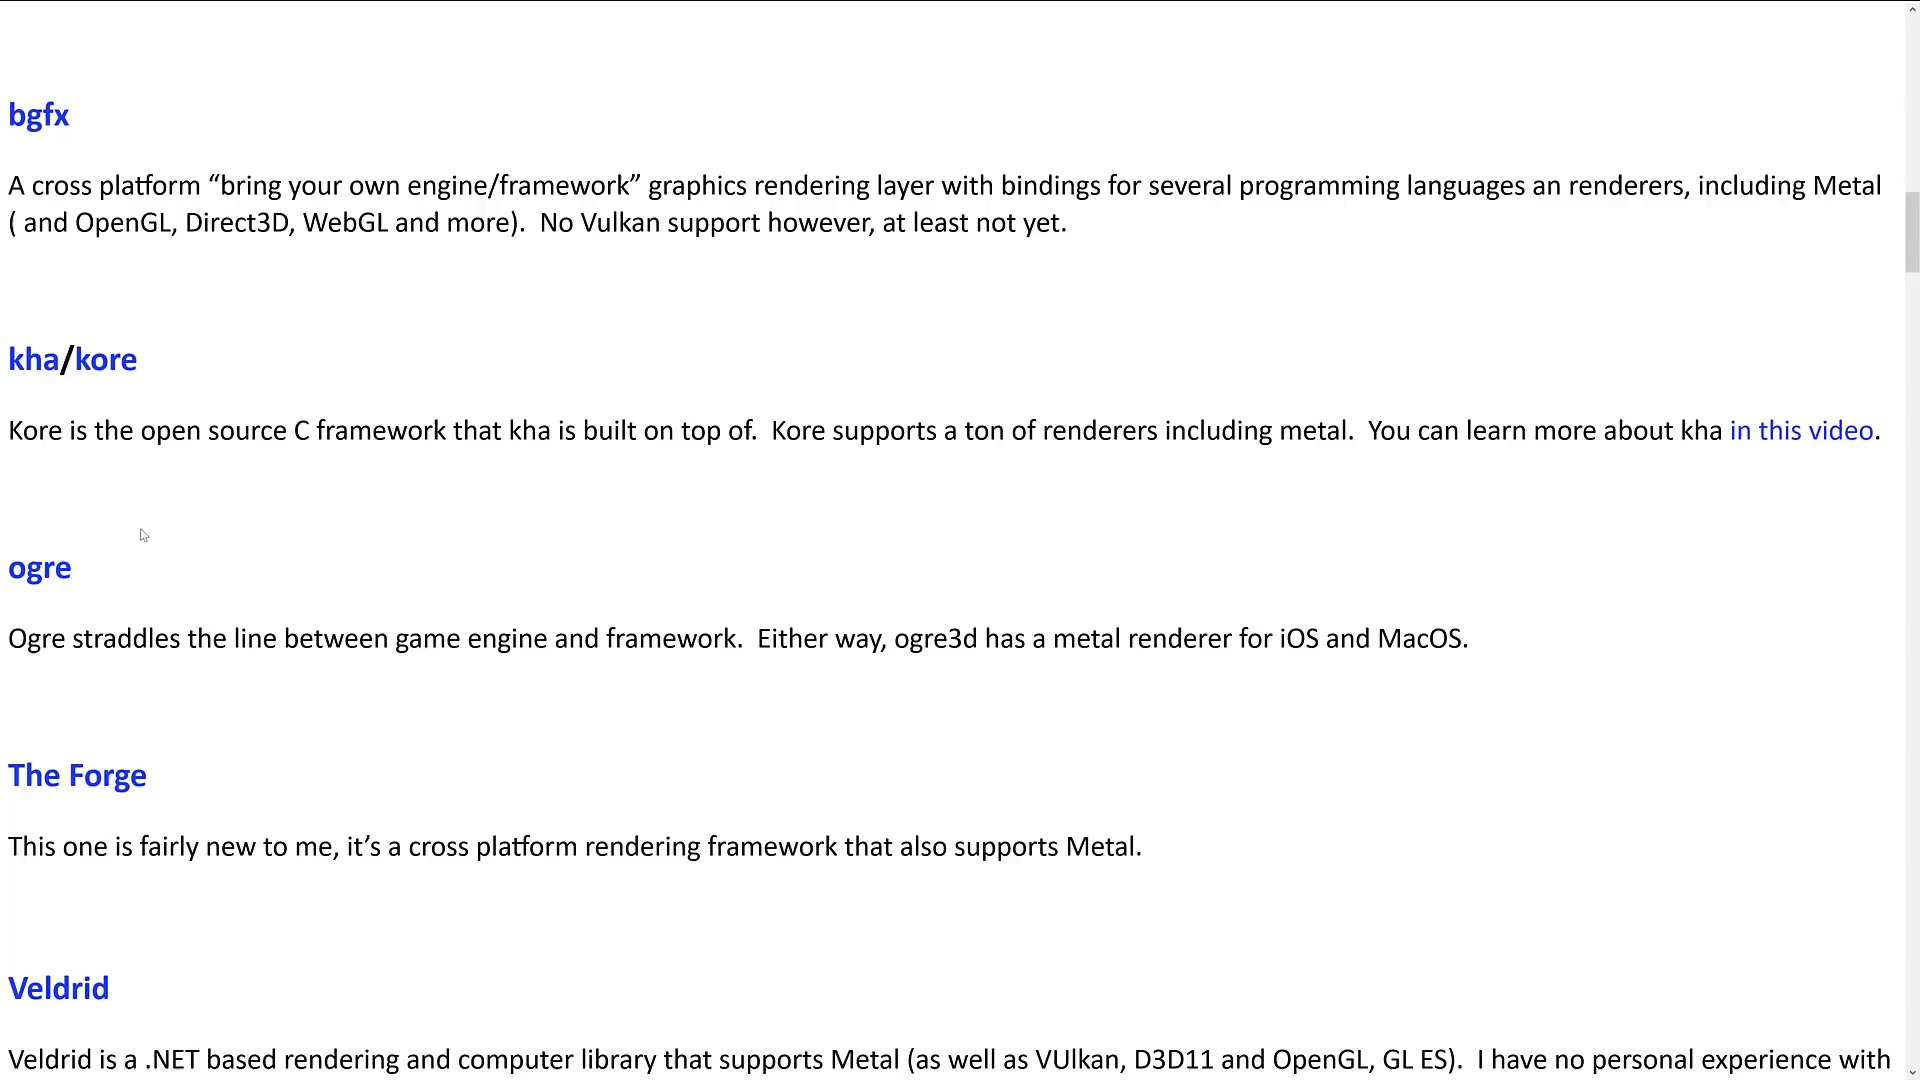 bgfx
A cross platform “bring your own engine/framework” graphics rendering layer with bindings for several programming languages an renderers, including Metal
( and OpenGL, Direct3D, WebGL and more).  No Vulkan support however, at least not yet.
kha/kore
Kore is the open source C framework that kha is built on top of.  Kore supports a ton of renderers including metal.  You can learn more about kha in this video.
ogre
Ogre straddles the line between game engine and framework.  Either way, ogre3d has a metal renderer for iOS and MacOS.
The Forge
This one is fairly new to me, it’s a cross platform rendering framework that also supports Metal.
Veldrid
Veldrid is a .NET based rendering and computer library that supports Metal (as well as VUlkan, D3D11 and OpenGL, GL ES).  I have no personal experience with